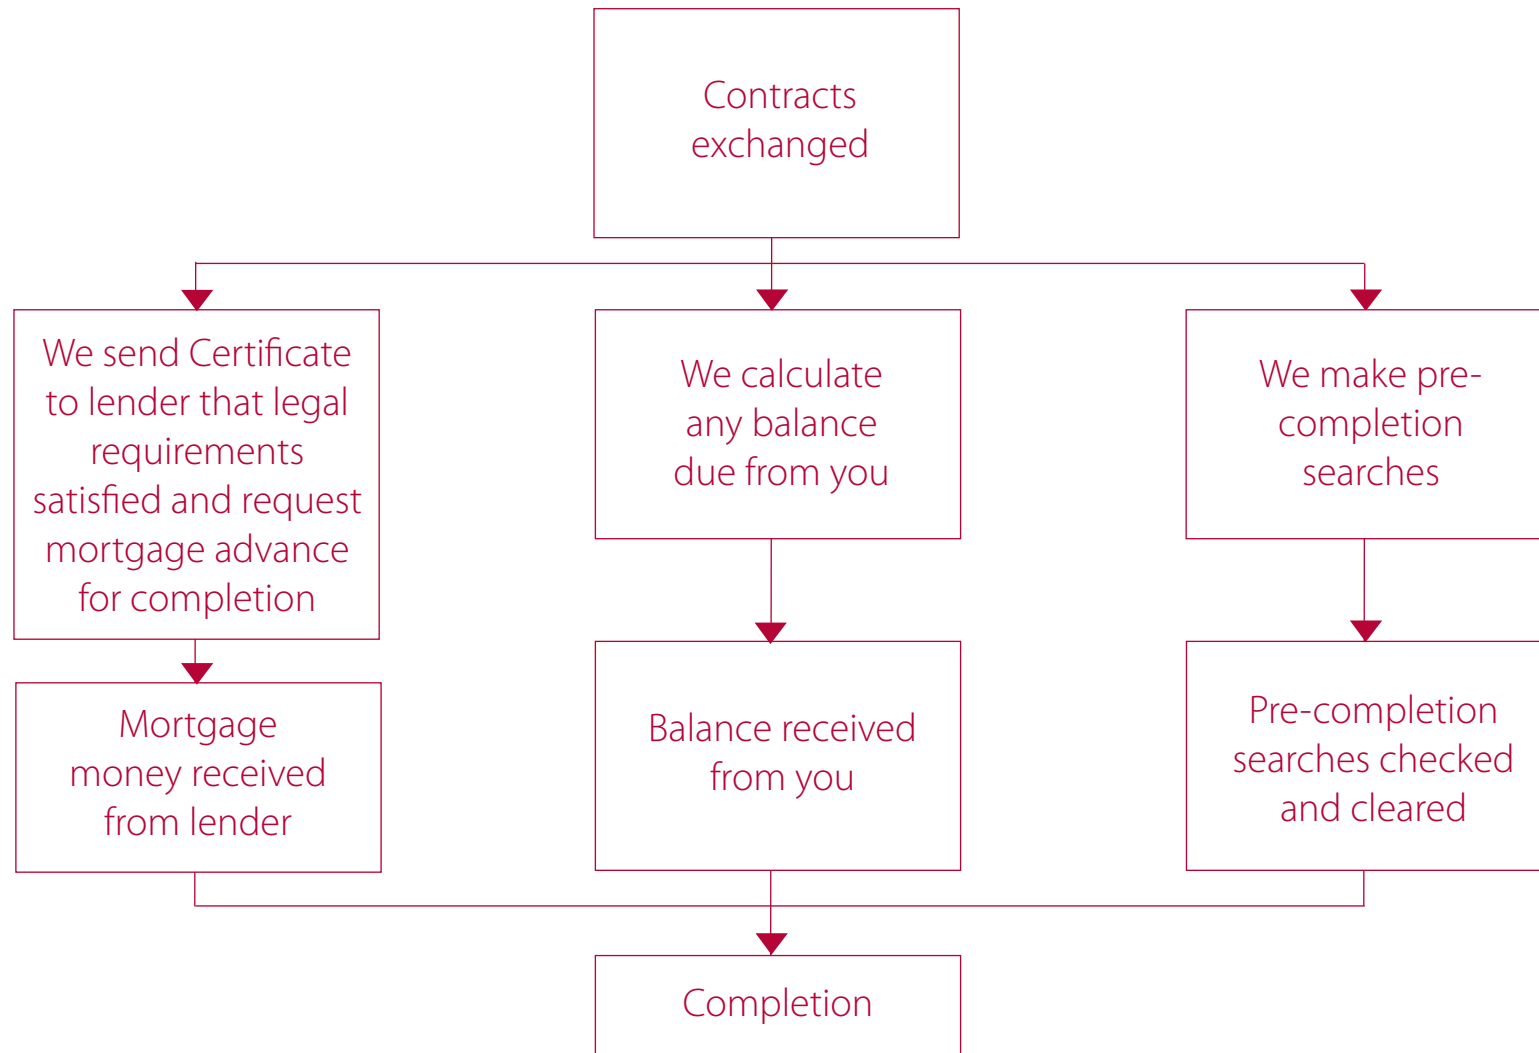 Contracts
exchanged
We send Certificate
to lender that legal
requirements
satisfied and request
mortgage advance
for completion
We calculate
any balance
due from you
We make pre-
completion
searches
Mortgage
money received
from lender
Balance received
from you
Pre-completion
searches checked
and cleared
Completion